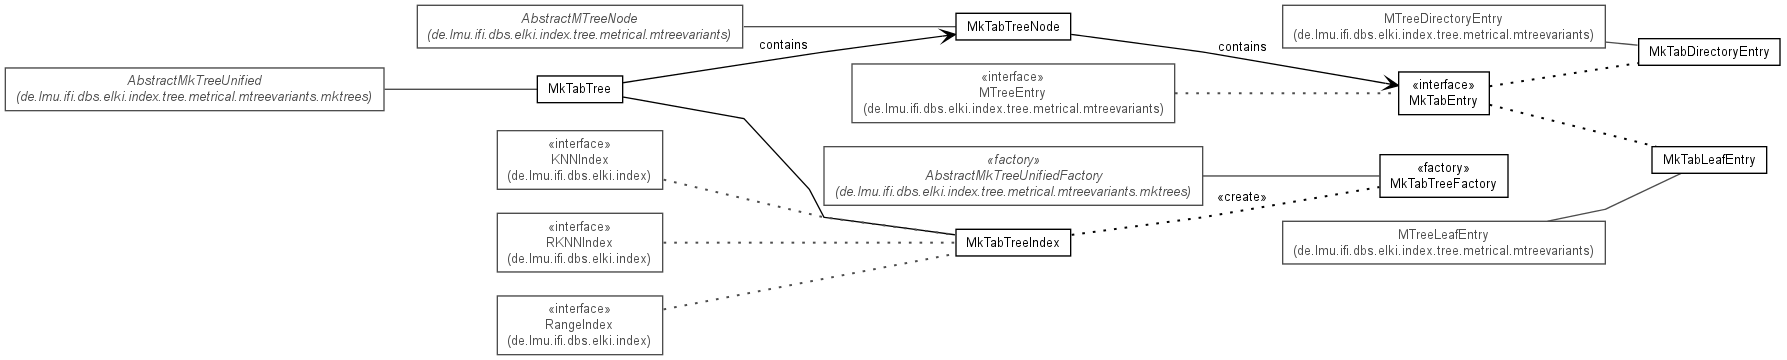 AbstractMTreeNode
(de.lmu.ifi.dbs.elki.index.tree.metrical.mtreevariants)
MkTabTreeNode
MTreeDirectoryEntry
(de.lmu.ifi.dbs.elki.index.tree.metrical.mtreevariants)
contains
contains
MkTabDirectoryEntry
AbstractMkTreeUnified
(de.lmu.ifi.dbs.elki.index.tree.metrical.mtreevariants.mktrees)
MkTabTree
«interface»
MTreeEntry
(de.lmu.ifi.dbs.elki.index.tree.metrical.mtreevariants)
«interface»
MkTabEntry
«interface»
KNNIndex
(de.lmu.ifi.dbs.elki.index)
«factory»
AbstractMkTreeUnifiedFactory
(de.lmu.ifi.dbs.elki.index.tree.metrical.mtreevariants.mktrees)
«factory»
MkTabTreeFactory
MkTabLeafEntry
«create»
«interface»
RKNNIndex
(de.lmu.ifi.dbs.elki.index)
MkTabTreeIndex
MTreeLeafEntry
(de.lmu.ifi.dbs.elki.index.tree.metrical.mtreevariants)
«interface»
RangeIndex
(de.lmu.ifi.dbs.elki.index)